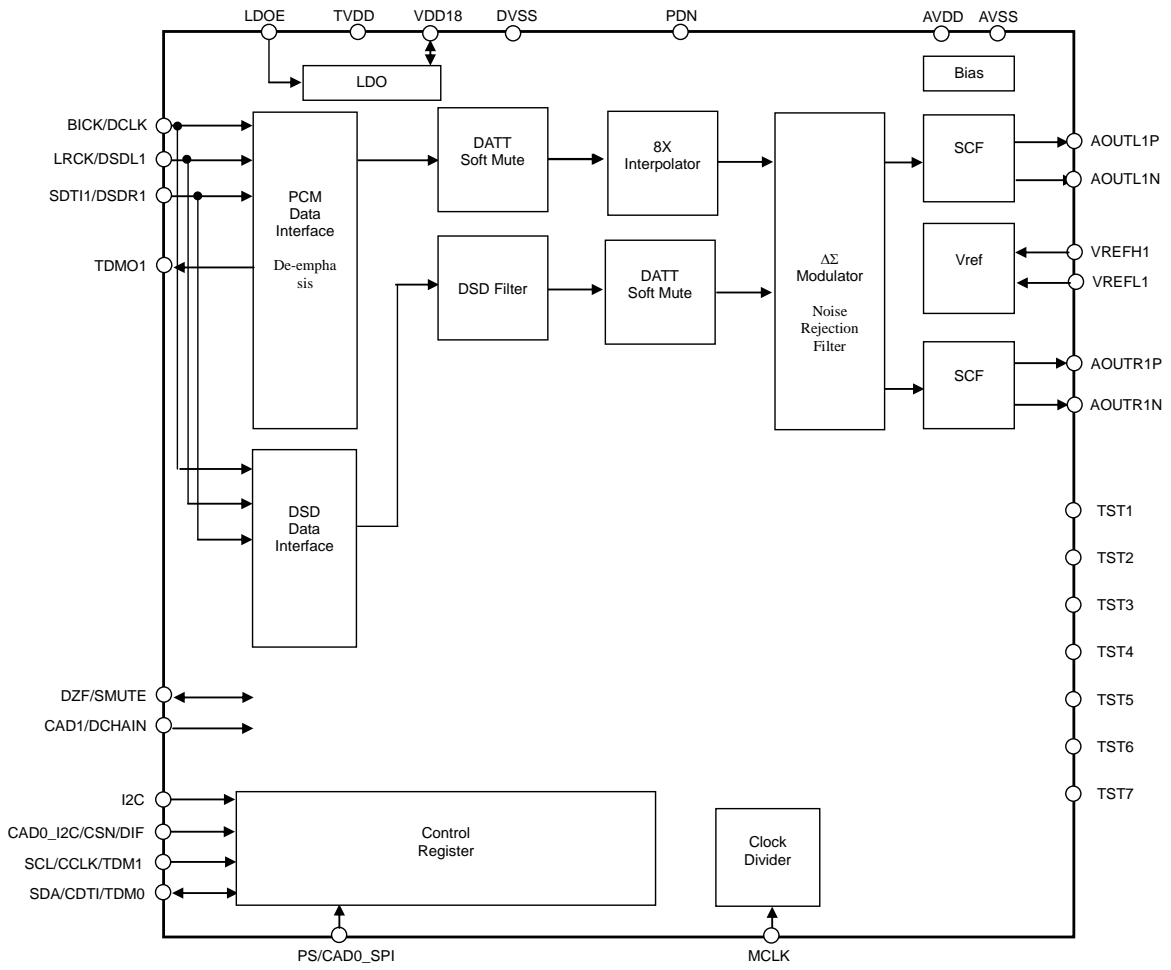 LDOE
TVDD
VDD18
DVSS
PDN
AVDD
AVSS
LDO
Bias
BICK/DCLK
LRCK/DSDL1
SDTI1/DSDR1
TDMO1
PCM
Data
Interface
De-empha
sis
DATT
Soft Mute
8X
Interpolator
DSD Filter
DATT
Soft Mute
ΔΣ
Modulator
Noise
Rejection
Filter
SCF
AOUTL1P
AOUTL1N
Vref
VREFH1
VREFL1
SCF
AOUTR1P
AOUTR1N
DSD
Data
Interface
TST1
TST2
TST3
TST4
TST5
TST6
TST7
DZF/SMUTE
CAD1/DCHAIN
I2C
CAD0_I2C/CSN/DIF
SCL/CCLK/TDM1
SDA/CDTI/TDM0
Control
Register
Clock
Divider
PS/CAD0_SPI
MCLK